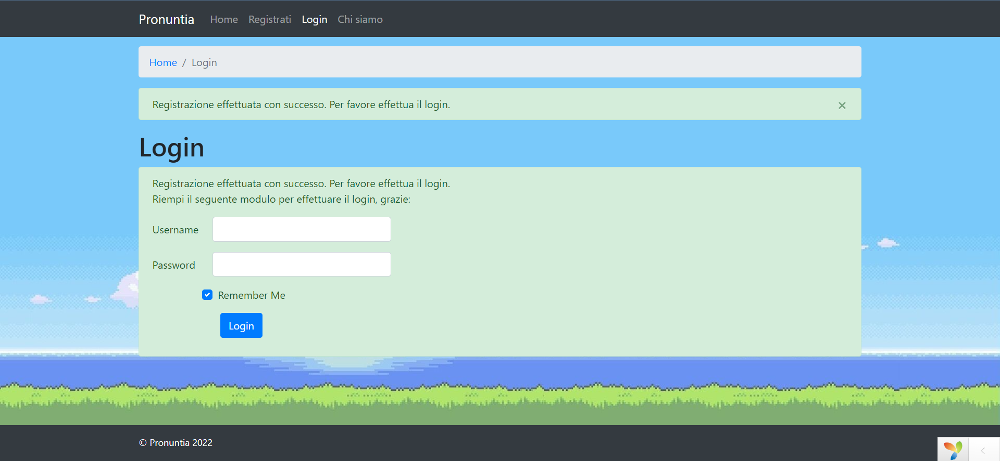 Pronuntia Home Registrati Login Chi siamo
Home / Login
Registrazione effettuata con successo. Per favore effettua il login. ×
Login
Registrazione effettuata con successo. Per favore effettua il login.
Riempi il seguente modulo per effettuare il login, grazie:
Username
Password
Remember Me
Login
© Pronuntia 2022